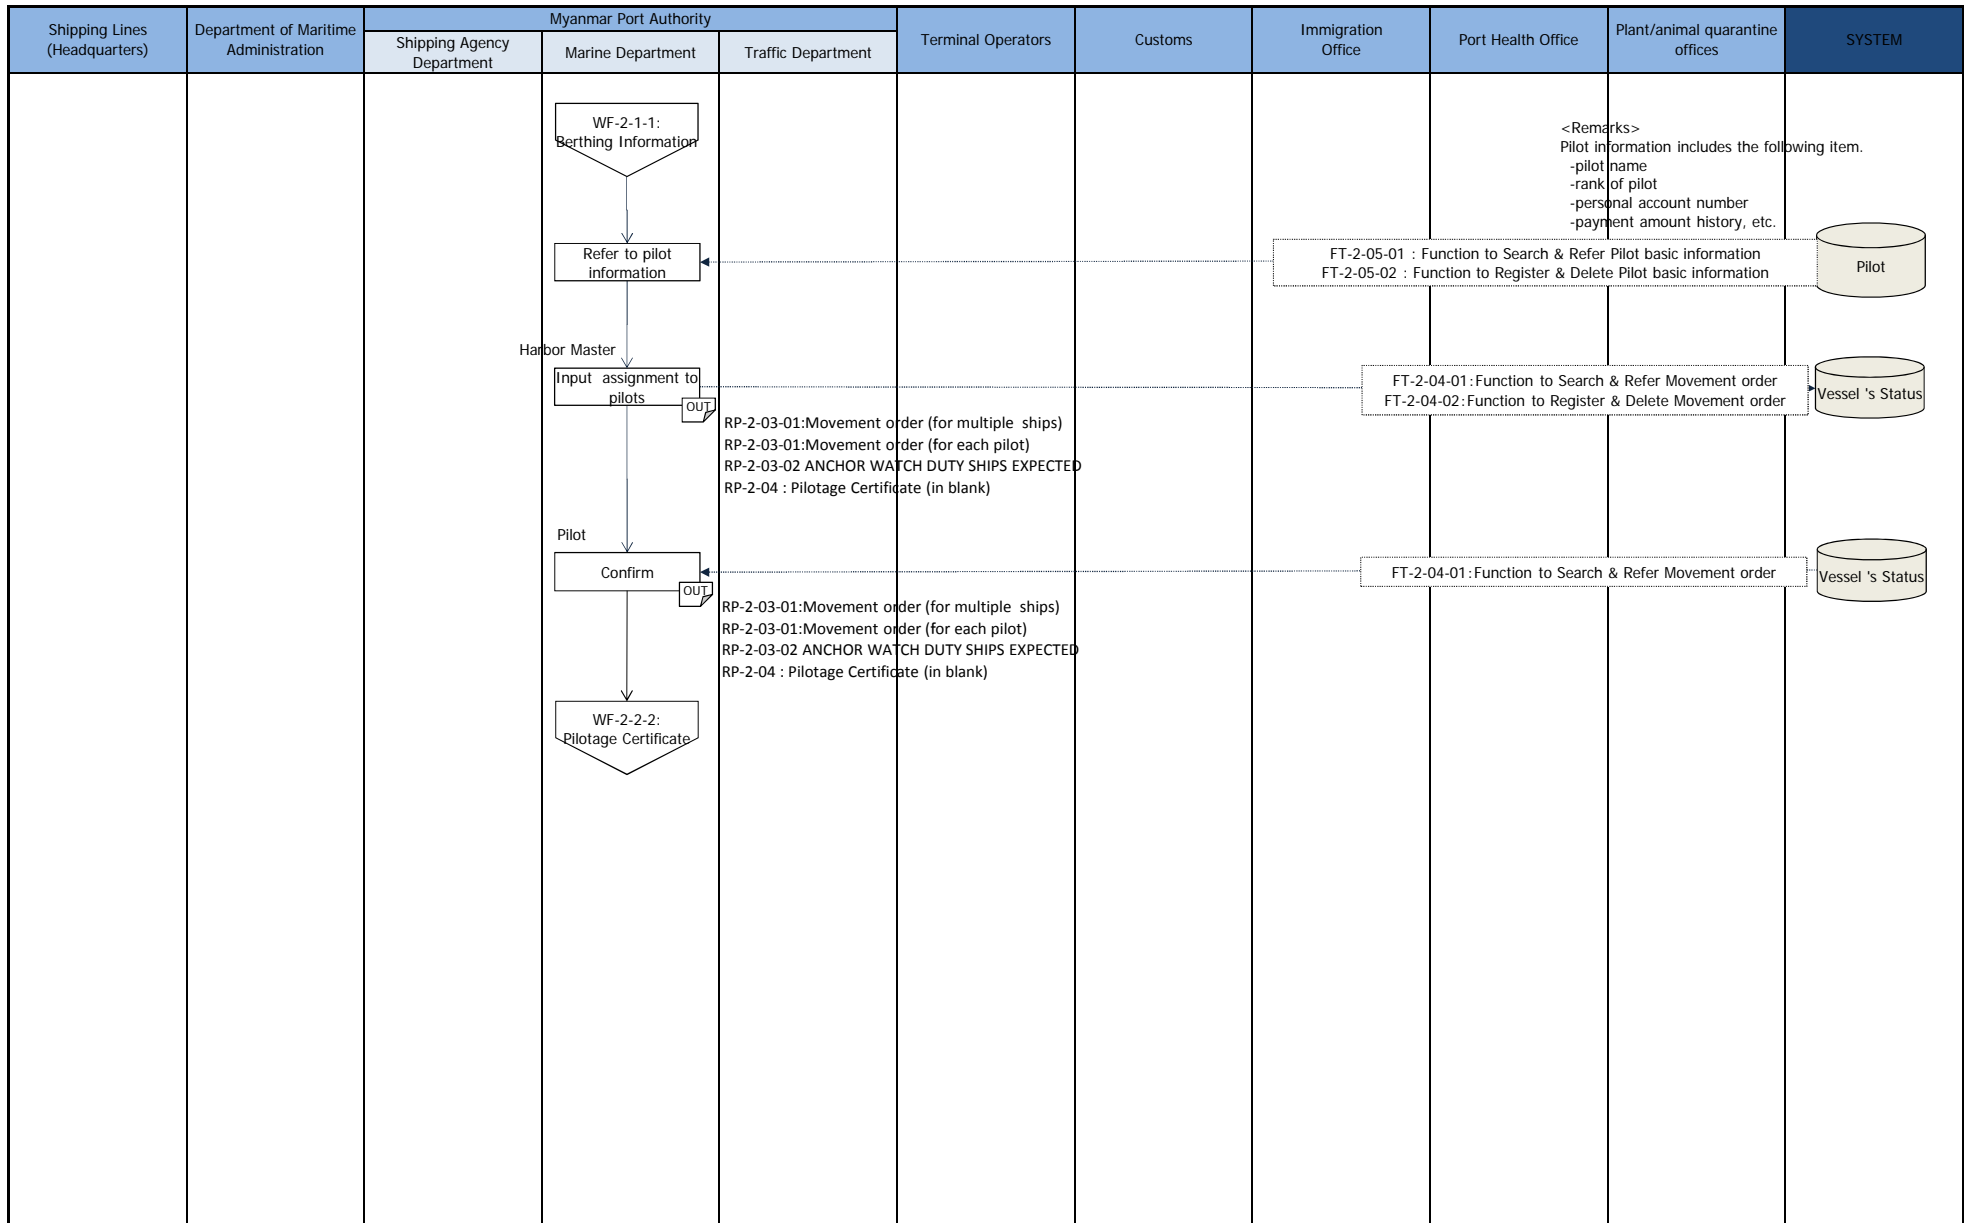 Shipping Lines
(Headquarters)
Department of Maritime
Administration
Myanmar Port Authority
Shipping Agency
Department
Marine Department
Traffic Department
Terminal Operators
Customs
Immigration
Office
Port Health Office
Plant/animal quarantine
offices
SYSTEM
WF-2-1-1:
Berthing Information
<Remarks>
Pilot information includes the following item.
-pilot name
-rank of pilot
-personal account number
-payment amount history, etc.
Refer to pilot
information
FT-2-05-01 : Function to Search & Refer Pilot basic information
FT-2-05-02 : Function to Register & Delete Pilot basic information
Pilot
Harbor Master
Input  assignment to
pilots
OUT
FT-2-04-01:Function to Search & Refer Movement order
FT-2-04-02:Function to Register & Delete Movement order
Vessel 's Status
RP-2-03-01:Movement order (for multiple  ships)
RP-2-03-01:Movement order (for each pilot)
RP-2-03-02 ANCHOR WATCH DUTY SHIPS EXPECTED
RP-2-04 : Pilotage Certificate (in blank)
Pilot
Confirm
OUT
FT-2-04-01:Function to Search & Refer Movement order
Vessel 's Status
RP-2-03-01:Movement order (for multiple  ships)
RP-2-03-01:Movement order (for each pilot)
RP-2-03-02 ANCHOR WATCH DUTY SHIPS EXPECTED
RP-2-04 : Pilotage Certificate (in blank)
WF-2-2-2:
Pilotage Certificate